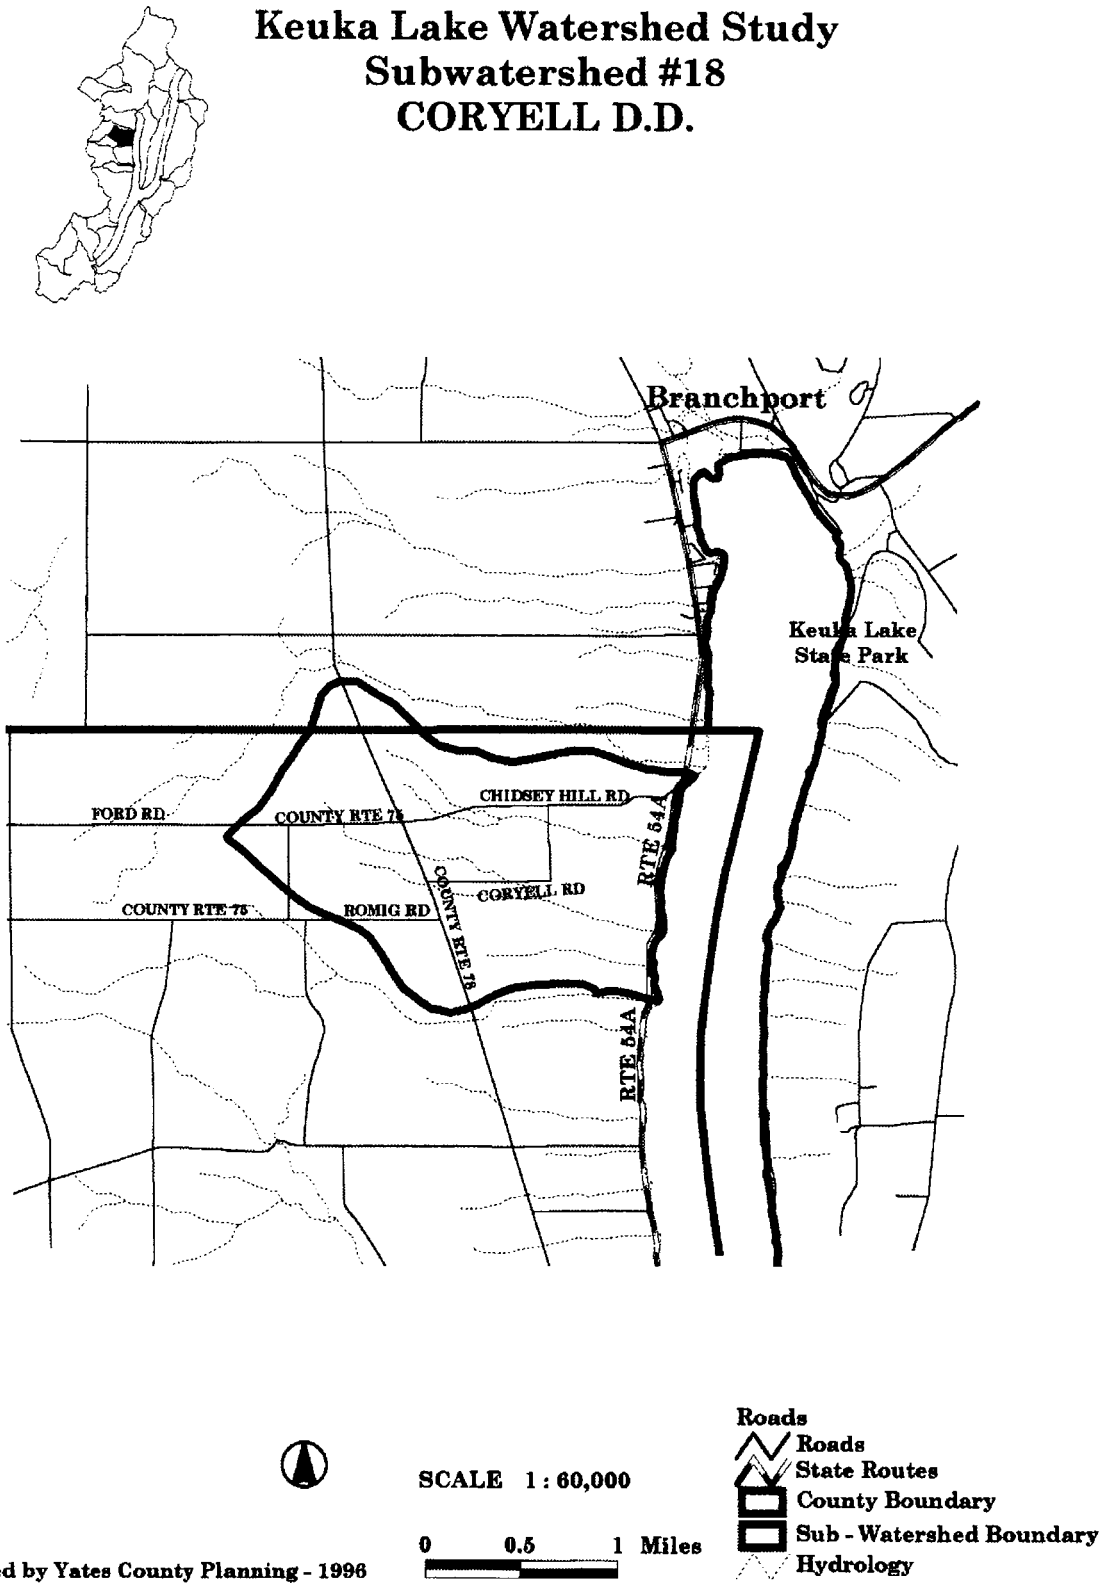 Keuka Lake Watershed Study
Subwatershed #18
CORYELL D.D.
Branchport
Keuka Lake
State Park
CHIDSEY HILL RD
FORD RD
COUNTY RTE 76
RTE 54A
COUNTY RTE 78
CORYELL RD
COUNTY RTE 75
ROMIG RD
RTE 54A
Roads
Roads
SCALE 1 : 60,000
State Routes
County Boundary
Sub - Watershed Boundary
0 0.5 1 Miles
Hydrology
by Yates County Planning - 1996